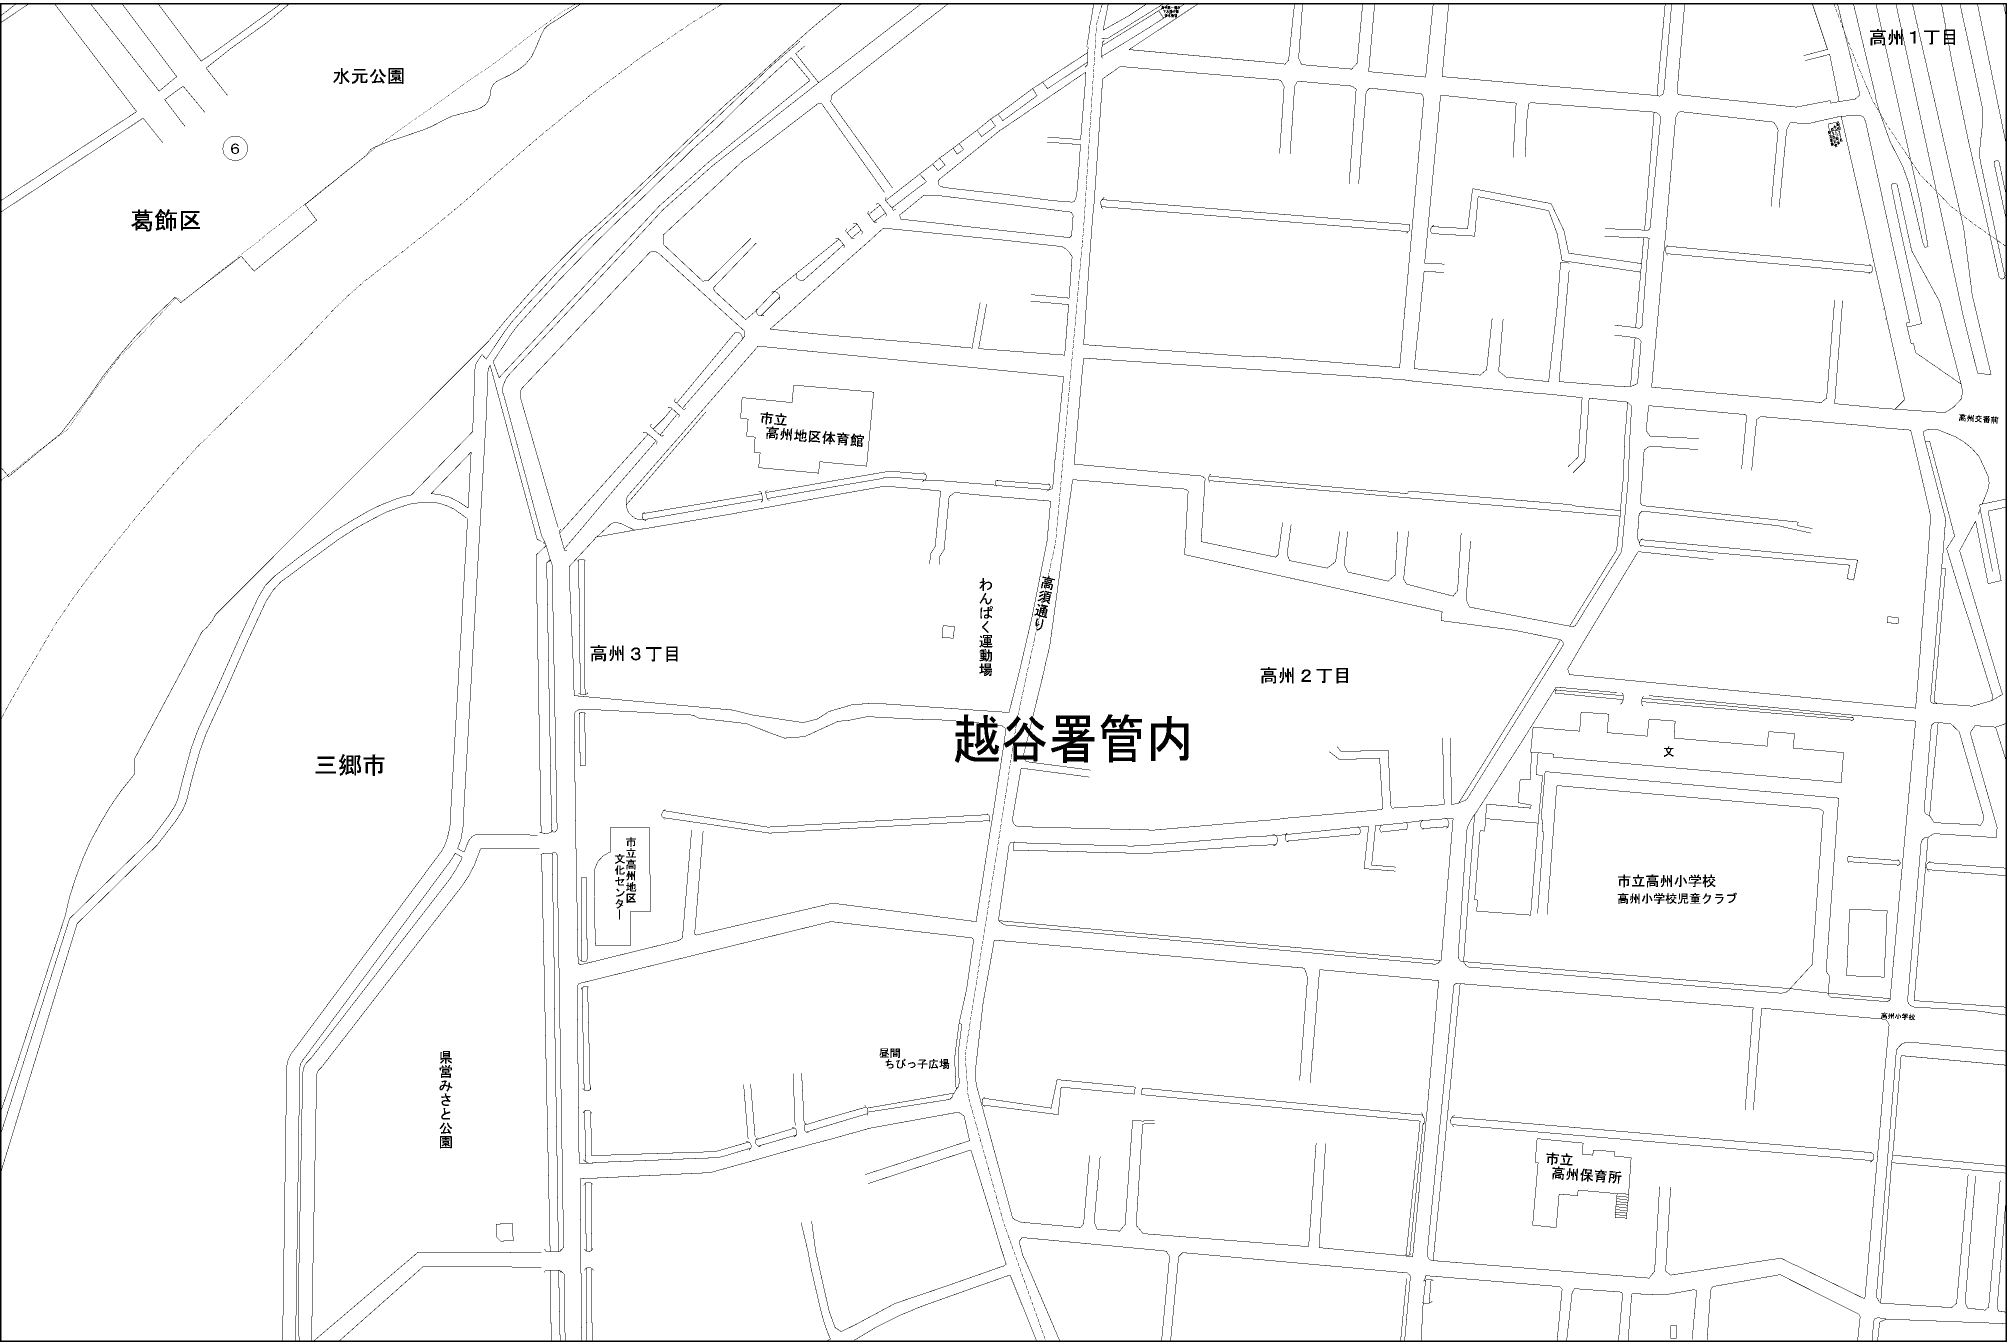 高州１丁目
水元公園
6
葛飾区
高州交番前
市立
高州地区体育館
わんぱく運動場
高須通り
高州３丁目
高州２丁目
越谷署管内
文
三郷市
市立高州地区
文化センター
市立高州小学校
高州小学校児童クラブ
高州小学校
昼間
ちびっ子広場
県営みさと公園
市立
高州保育所